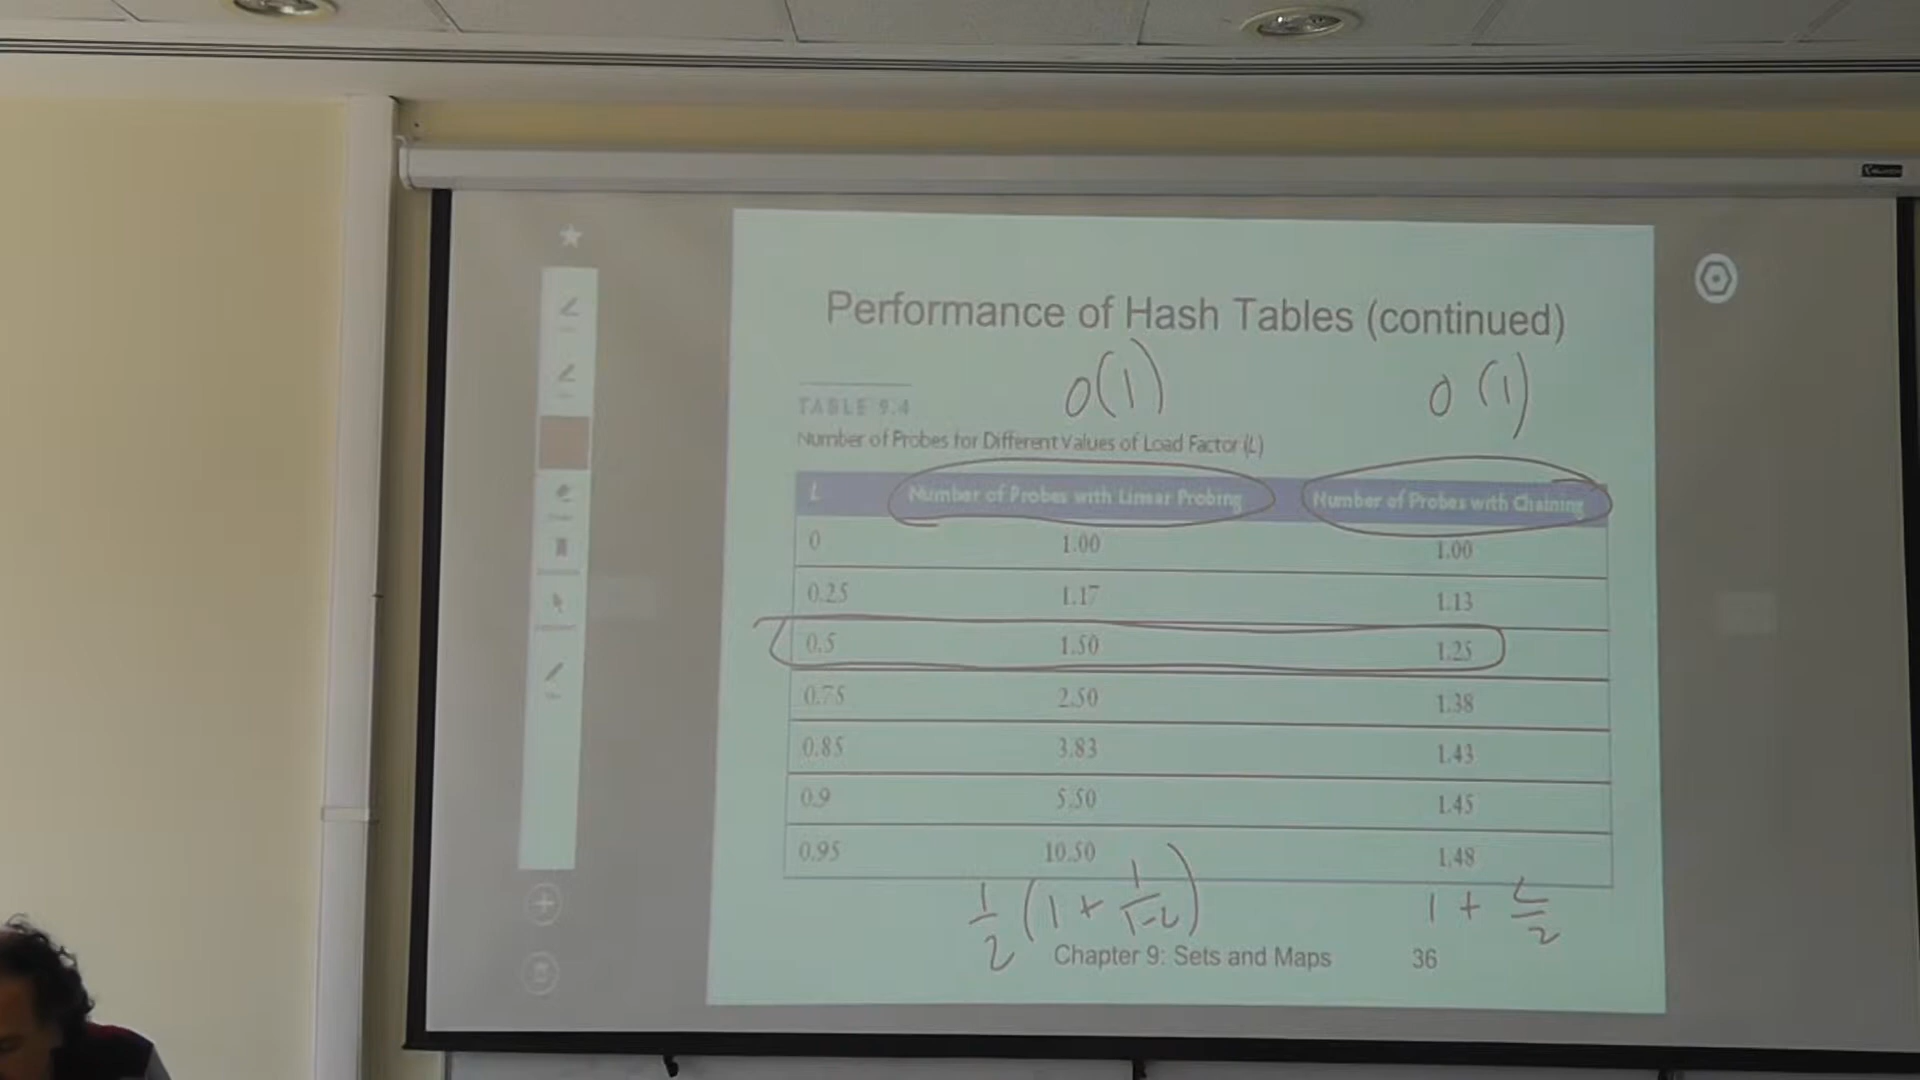 Performance of Hash Tables (continued)
O(1) O(1)
TABLE 9.4
Number of Probes for Different Values of Load Factor (L)
L Number of Probes with Linear Probing Number of Probes with Chaining
0 1.00 1.00
0.25 1.17 1.13
0.5 1.50 1.25
0.75 2.50 1.38
0.85 3.83 1.43
0.9 5.50 1.45
0.95 10.50 1.48
1/2 (1 + 1/(1-L)) 1 + L/2
Chapter 9: Sets and Maps 36